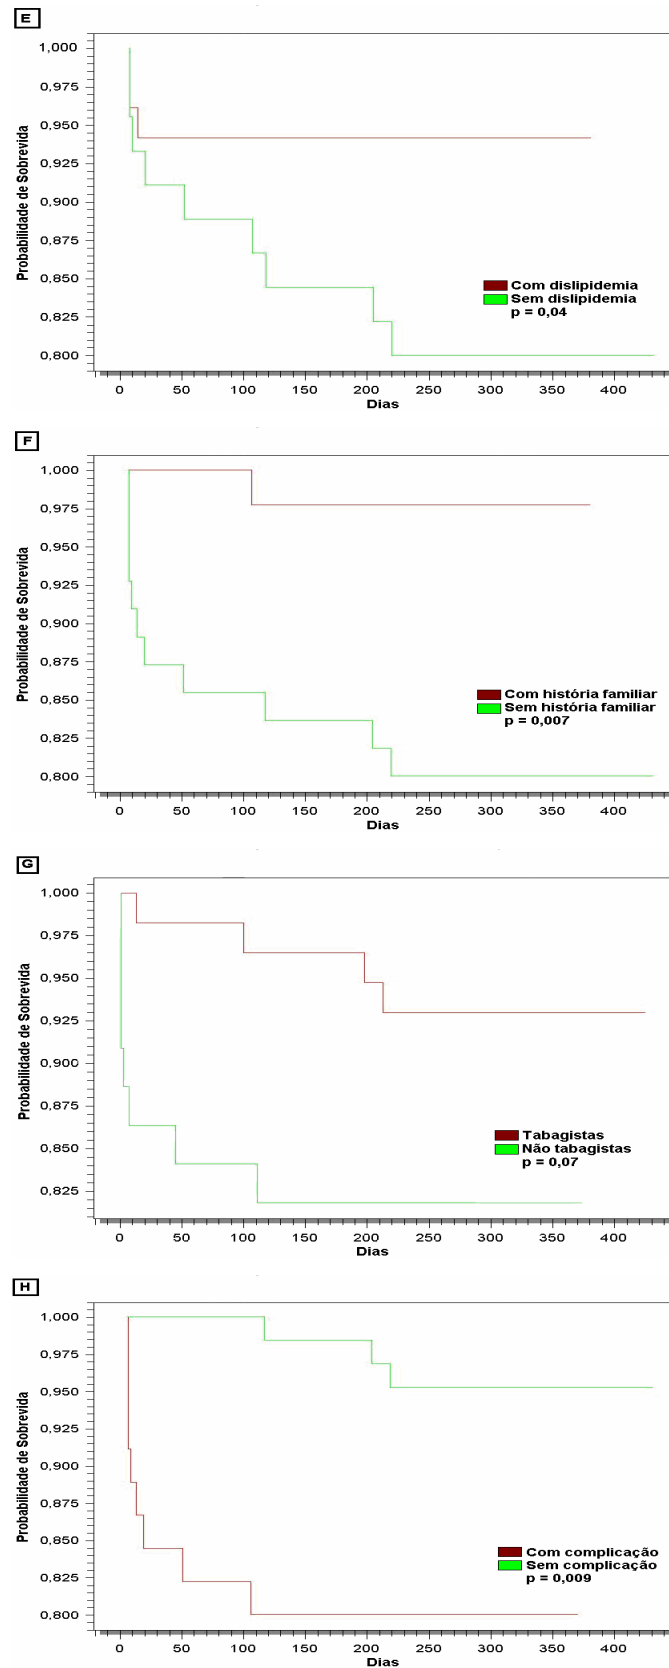 E
1,000
0,975
0,950
0,925
0,900
0,875
0,850
0,825
0,800
Probabilidade de Sobrevida
Com dislipidemia
Sem dislipidemia
p = 0,04
0 50 100 150 200 250 300 350 400
Dias
F
1,000
0,975
0,950
0,925
0,900
0,875
0,850
0,825
0,800
Probabilidade de Sobrevida
Com história familiar
Sem história familiar
p = 0,007
0 50 100 150 200 250 300 350 400
Dias
G
1,000
0,975
0,950
0,925
0,900
0,875
0,850
0,825
Probabilidade de Sobrevida
Tabagistas
Não tabagistas
p = 0,07
0 50 100 150 200 250 300 350 400
Dias
H
1,000
0,975
0,950
0,925
0,900
0,875
0,850
0,825
0,800
Probabilidade de Sobrevida
Com complicação
Sem complicação
p = 0,009
0 50 100 150 200 250 300 350 400
Dias